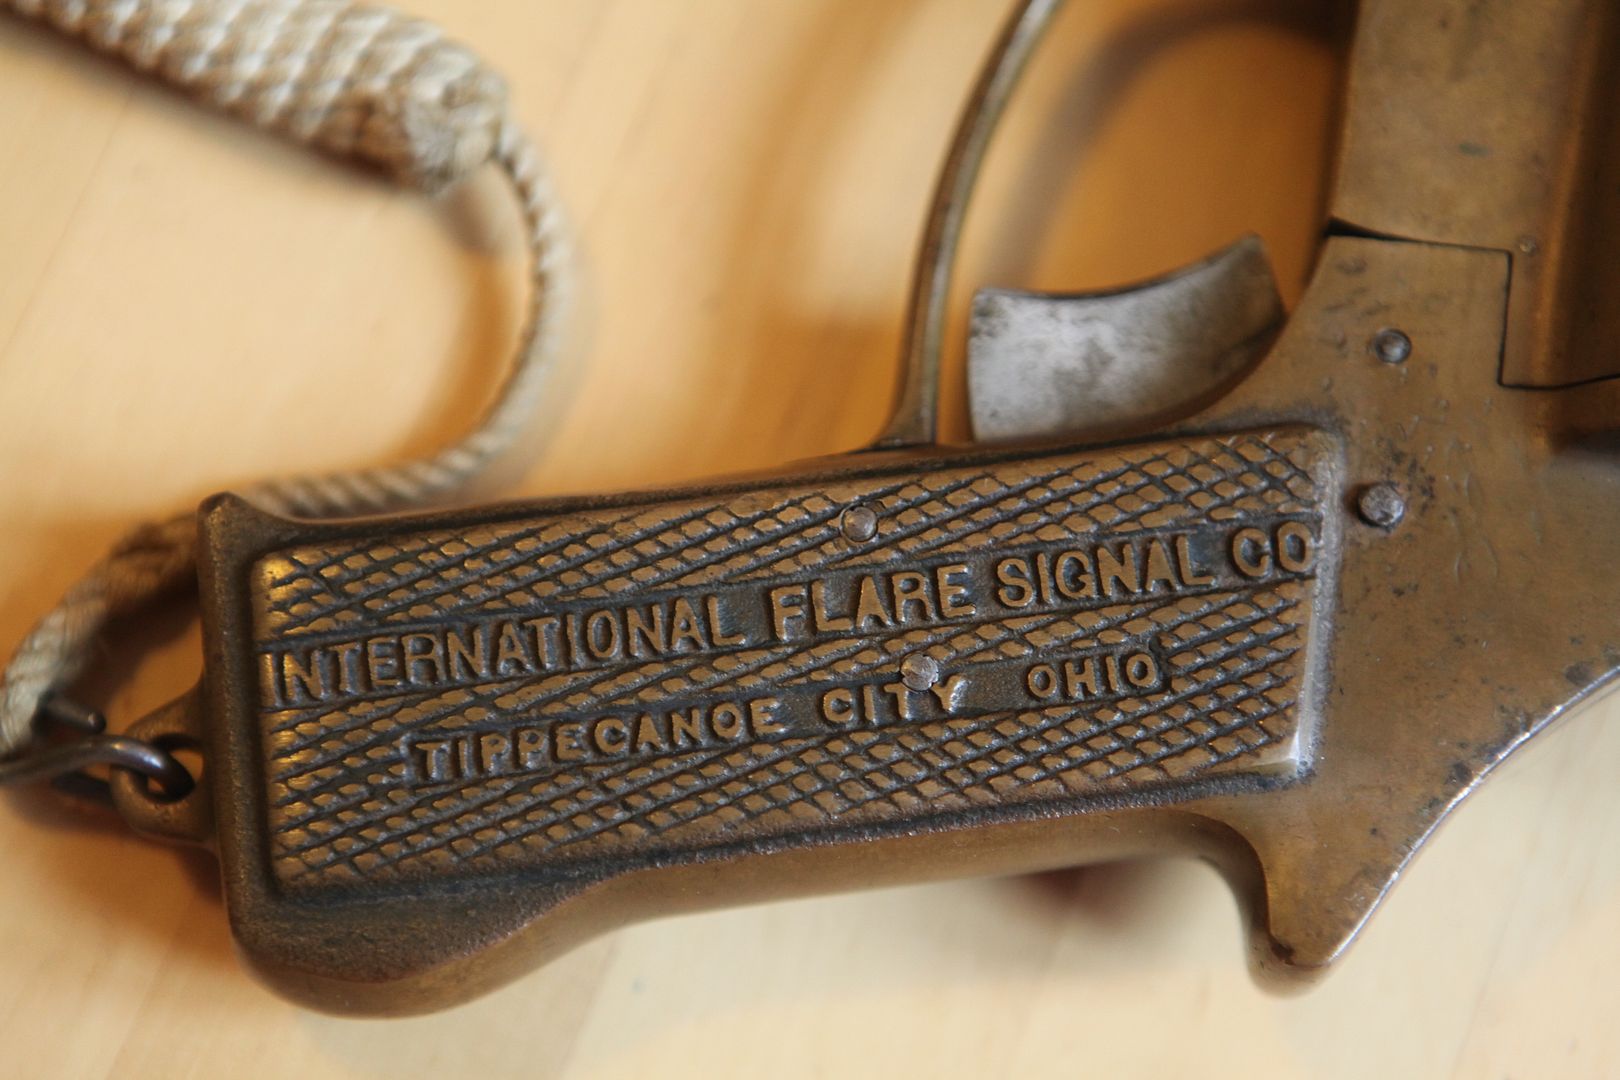 INTERNATIONAL FLARE SIGNAL CO
TIPPECANOE CITY OHIO